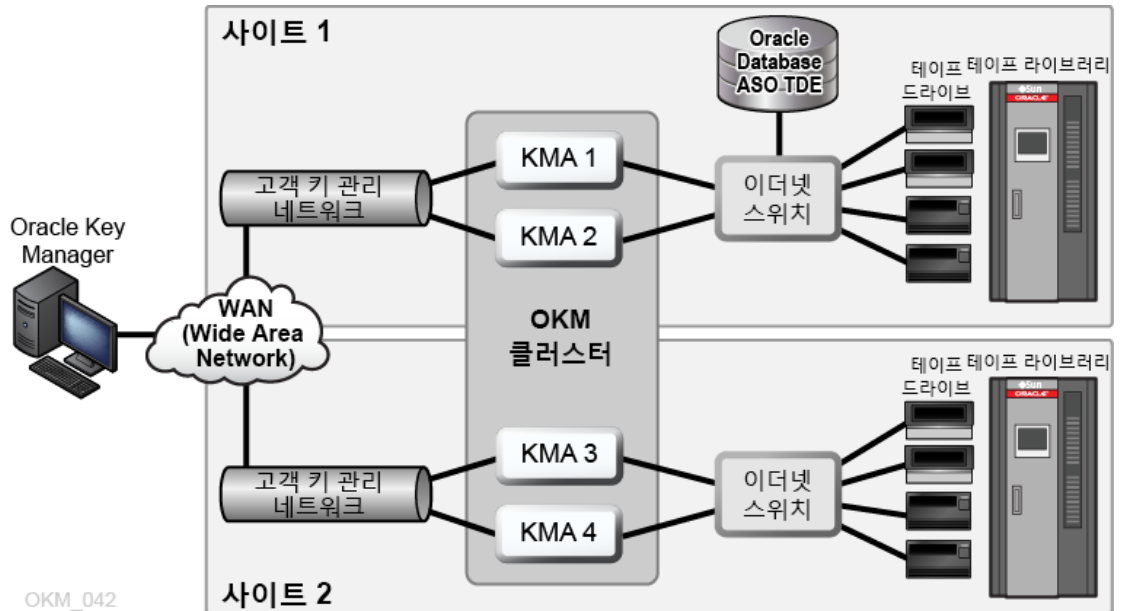 사이트 1
Oracle
Database
ASO TDE
테이프
드라이브
테이프 라이브러리
Sun
ORACLE
KMA 1
고객 키 관리
네트워크
이더넷
스위치
KMA 2
Oracle Key
Manager
WAN
(Wide Area
Network)
OKM
클러스터
테이프
드라이브
테이프 라이브러리
Sun
ORACLE
KMA 3
고객 키 관리
네트워크
이더넷
스위치
KMA 4
사이트 2
OKM_042